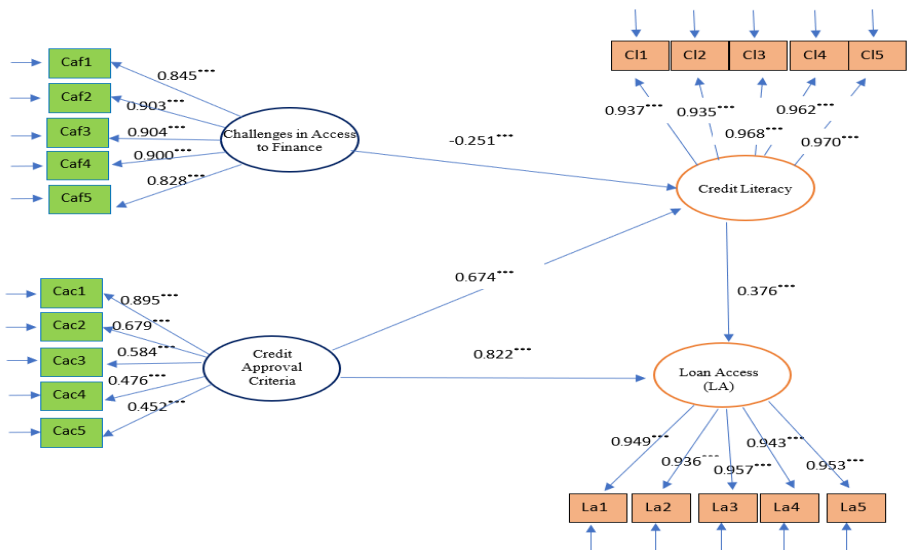 Caf1
Caf2
Caf3
Caf4
Caf5
0.845***
0.903***
0.904***
0.900***
0.828***
Challenges in Access
to Finance
-0.251***
Cl1
Cl2
Cl3
Cl4
Cl5
0.937***
0.935***
0.968***
0.962***
0.970***
Credit Literacy
0.674***
0.376***
Cac1
Cac2
Cac3
Cac4
Cac5
0.895***
0.679***
0.584***
0.476***
0.452***
Credit
Approval
Criteria
0.822***
Loan Access
(LA)
0.949***
0.936***
0.957***
0.943***
0.953***
La1
La2
La3
La4
La5